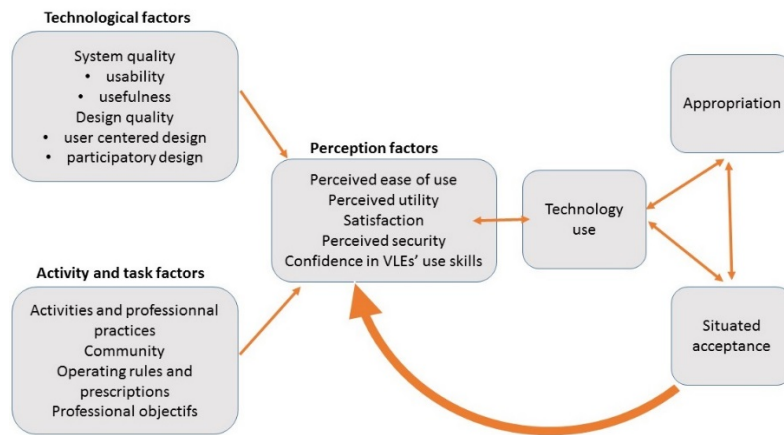 Technological factors
System quality
• usability
• usefulness
Design quality
• user centered design
• participatory design
Activity and task factors
Activities and professionnal
practices
Community
Operating rules and
prescriptions
Professional objectifs
Perception factors
Perceived ease of use
Perceived utility
Satisfaction
Perceived security
Confidence in VLEs’ use skills
Technology
use
Appropriation
Situated
acceptance